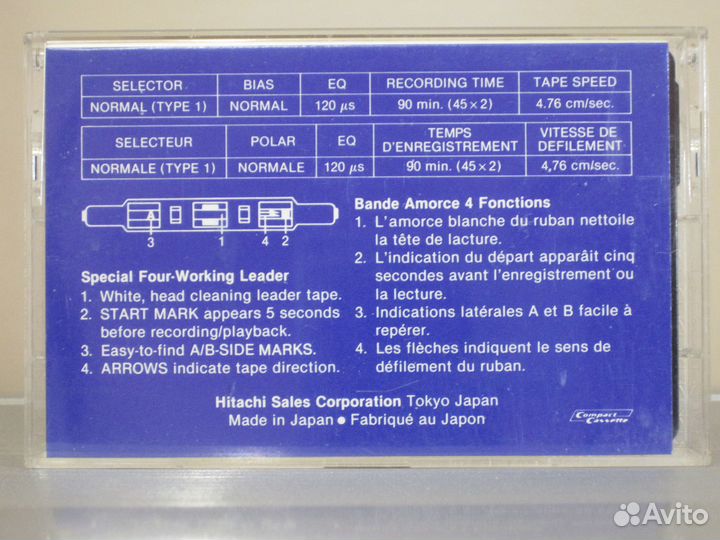 SELECTOR BIAS EQ RECORDING TIME TAPE SPEED
NORMAL (TYPE 1) NORMAL 120 µs 90 min. (45×2) 4.76 cm/sec.
SELECTEUR POLAR EQ TEMPS D'ENREGISTREMENT VITESSE DE DEFILEMENT
NORMALE (TYPE 1) NORMALE 120 µs 90 min. (45×2) 4,76 cm/sec.
A
3 1 4 2
Special Four-Working Leader
1. White, head cleaning leader tape.
2. START MARK appears 5 seconds
before recording/playback.
3. Easy-to-find A/B-SIDE MARKS.
4. ARROWS indicate tape direction.
Bande Amorce 4 Fonctions
1. L'amorce blanche du ruban nettoile
la tête de lacture.
2. L'indication du départ apparâit cinq
secondes avant l'enregistrement ou
la lecture.
3. Indications latérales A et B facile à
repérer.
4. Les flèches indiquent le sens de
défilement du ruban.
Hitachi Sales Corporation Tokyo Japan
Made in Japan ● Fabriqué au Japon
Compact
Cassette
Avito